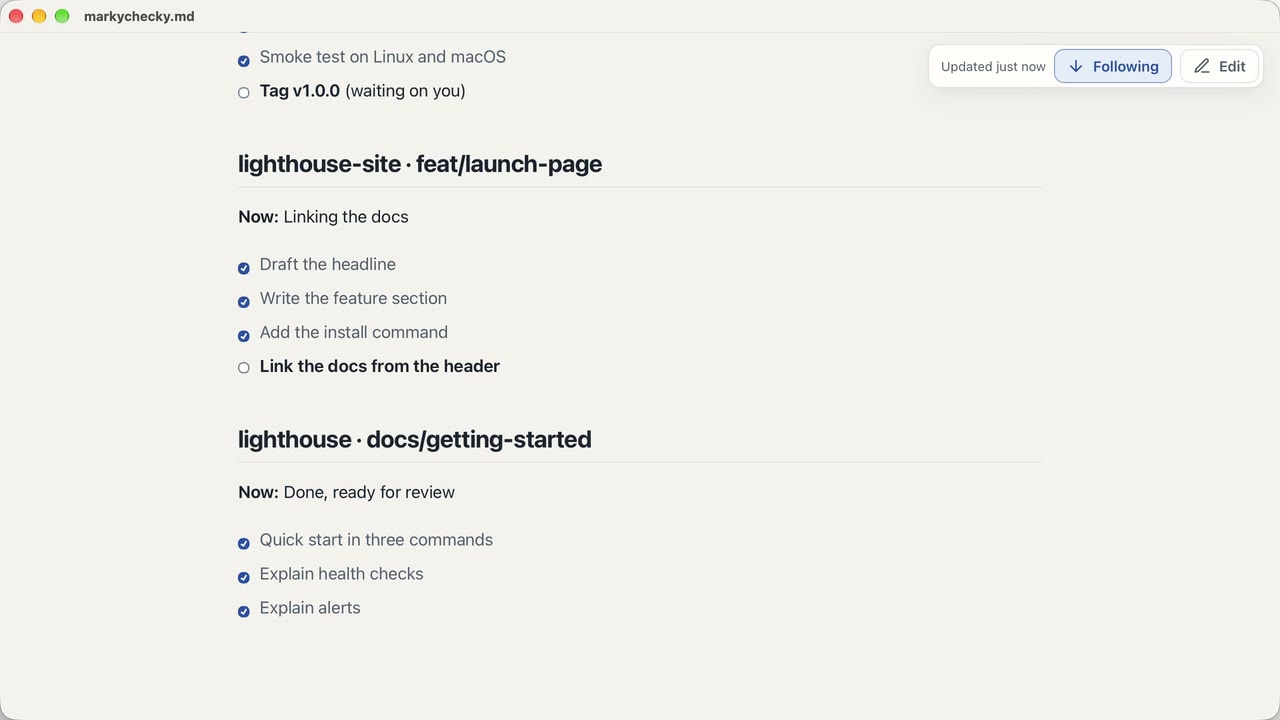 markychecky.md
Updated just now
Following
Edit
Smoke test on Linux and macOS
Tag v1.0.0 (waiting on you)
lighthouse-site · feat/launch-page
Now: Linking the docs
Draft the headline
Write the feature section
Add the install command
Link the docs from the header
lighthouse · docs/getting-started
Now: Done, ready for review
Quick start in three commands
Explain health checks
Explain alerts